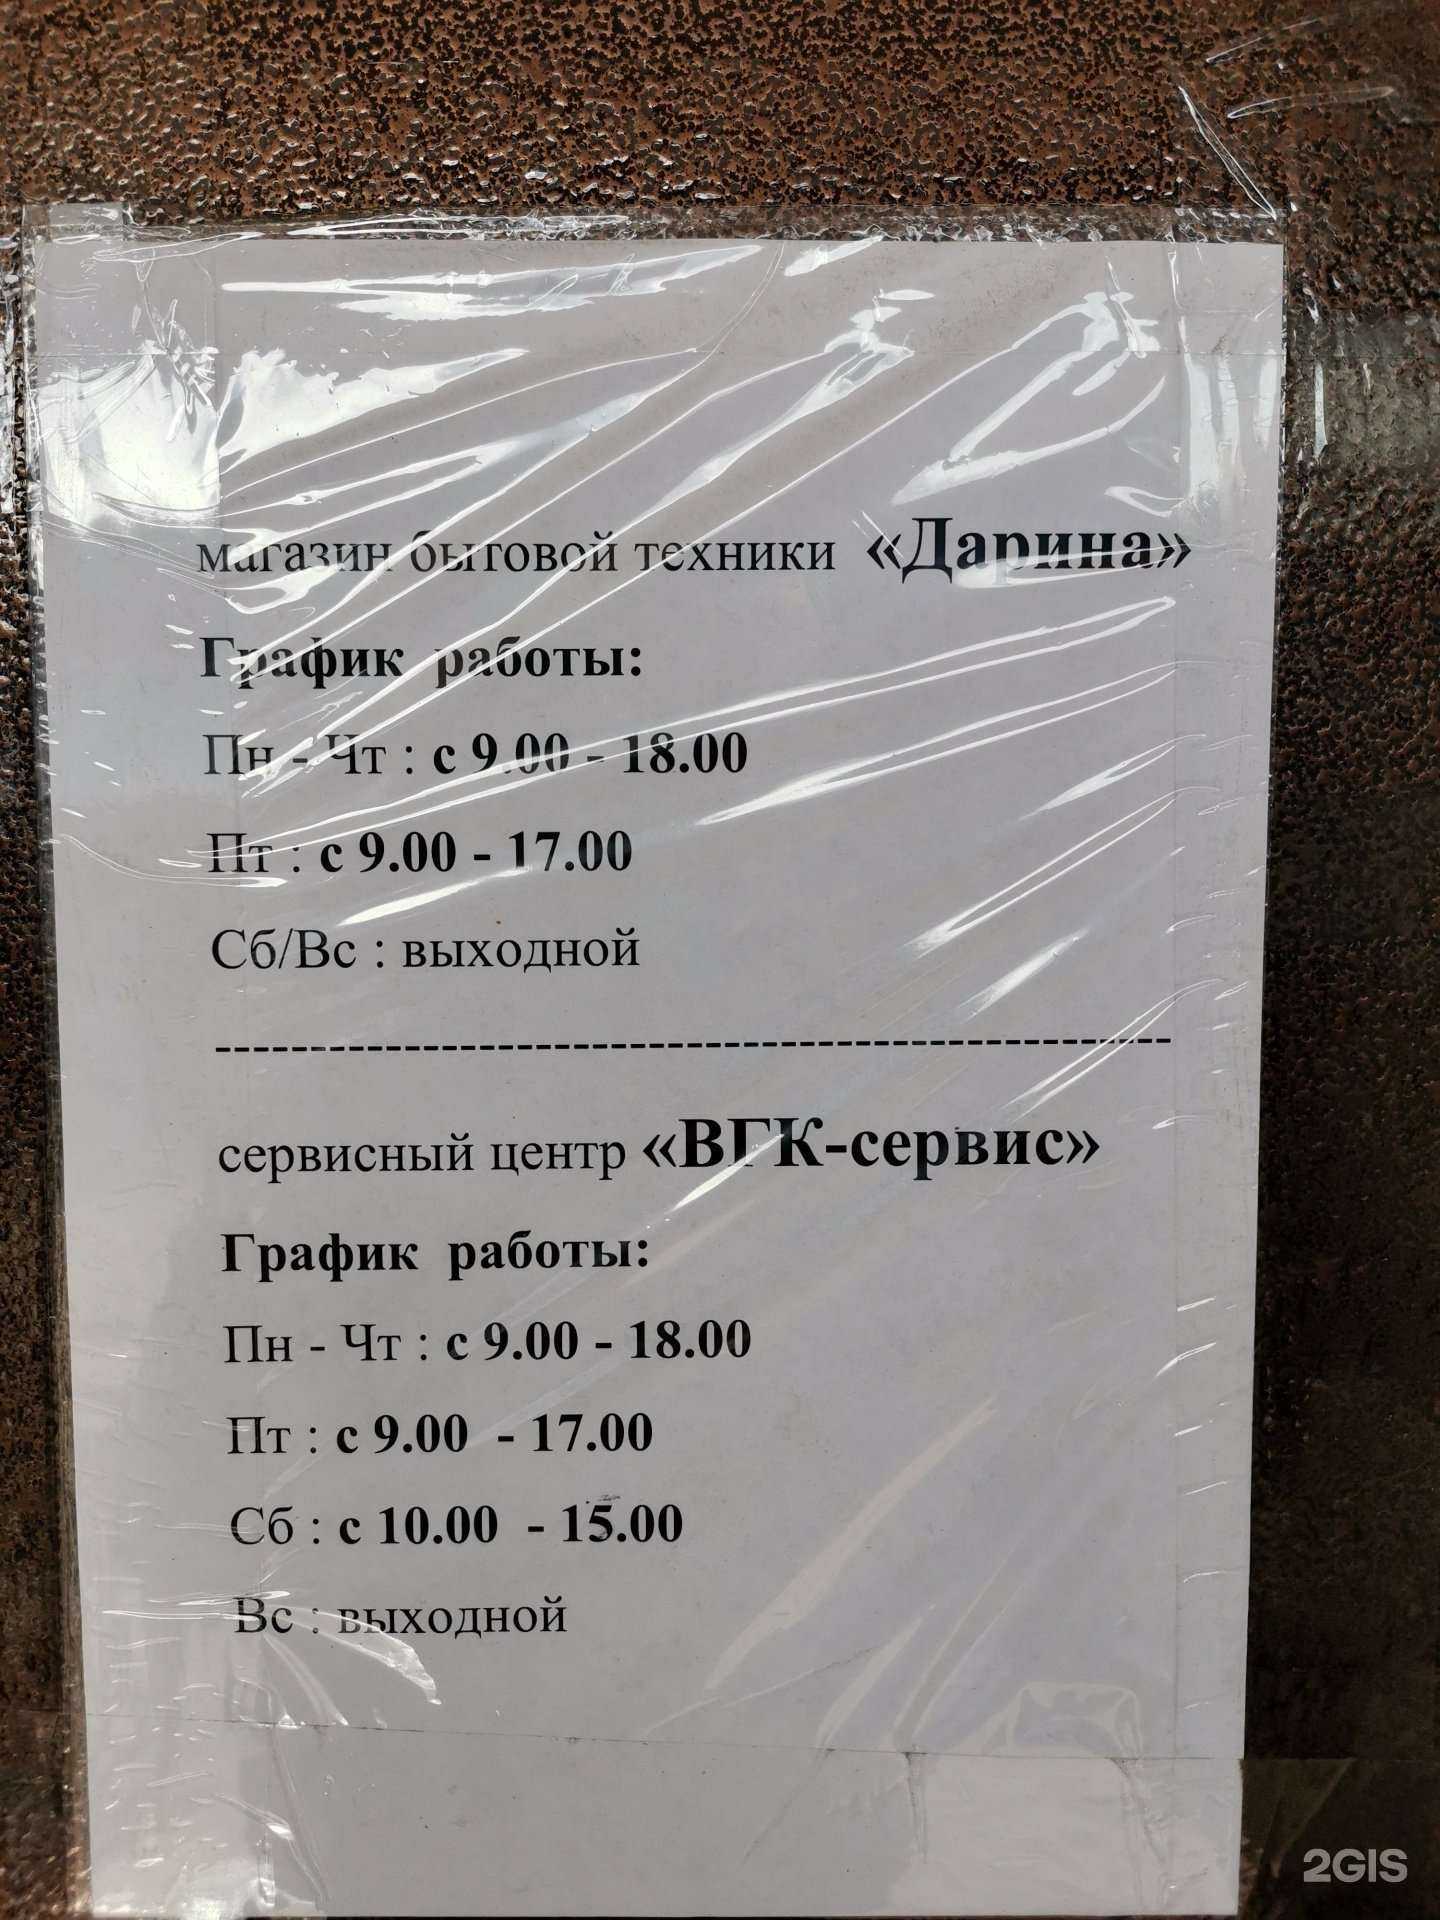 магазин бытовой техники «Дарина»
График работы:
Пн - Чт : с 9.00 - 18.00
Пт : с 9.00 - 17.00
Сб/Вс : выходной
--------------------------------------------------
сервисный центр «ВГК-сервис»
График работы:
Пн - Чт : с 9.00 - 18.00
Пт : с 9.00 - 17.00
Сб : с 10.00 - 15.00
Вс : выходной
2GIS